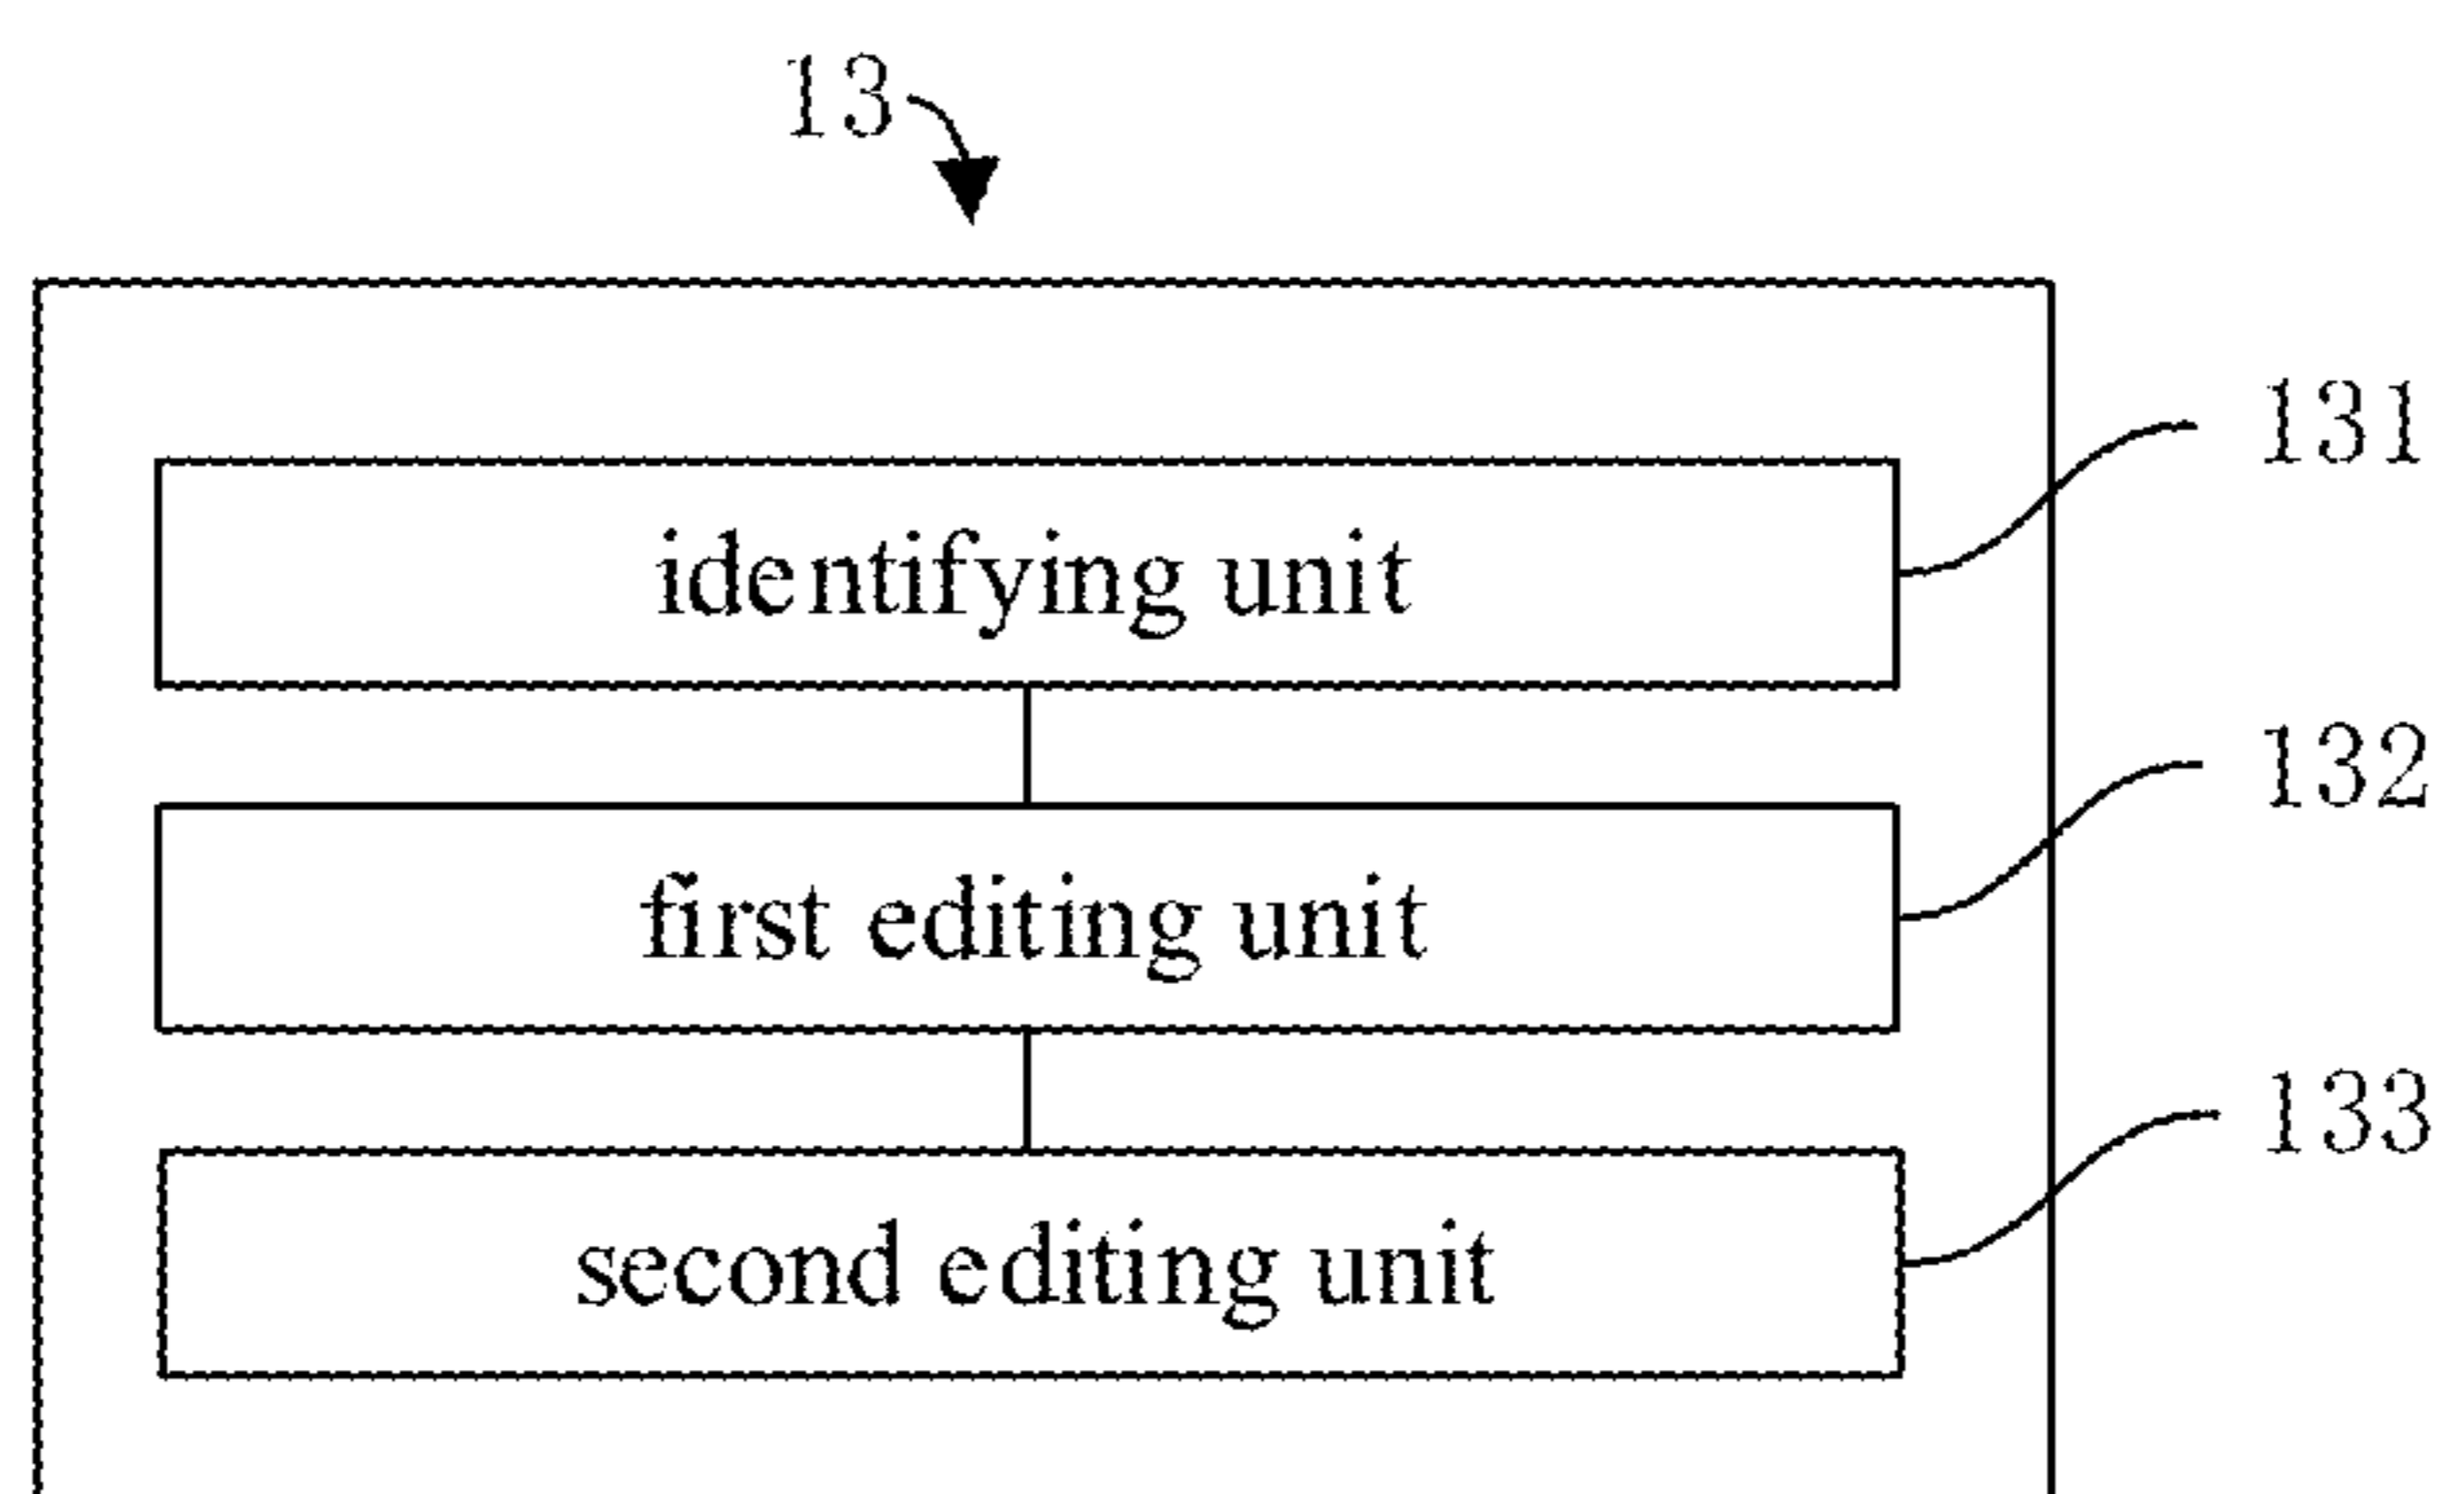 13
131
identifying unit
132
first editing unit
133
second editing unit